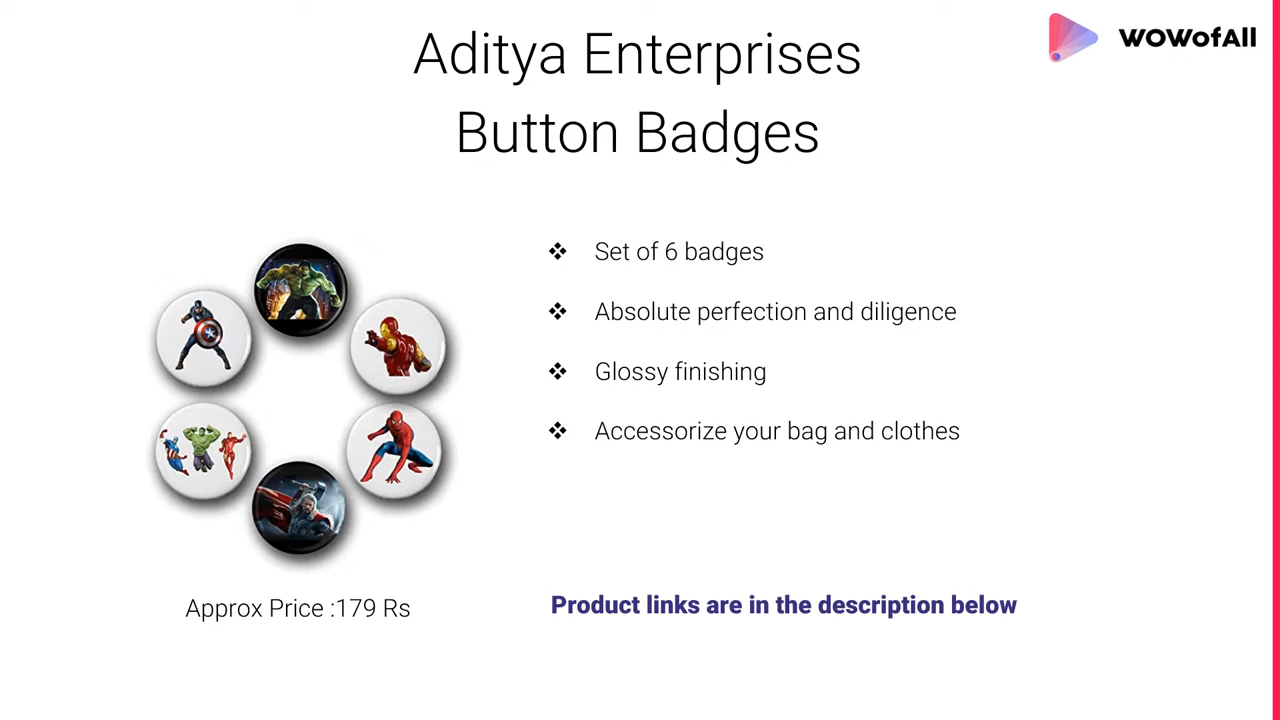 Aditya Enterprises
Button Badges
WOWofAll
❖ Set of 6 badges
❖ Absolute perfection and diligence
❖ Glossy finishing
❖ Accessorize your bag and clothes
Approx Price :179 Rs
Product links are in the description below